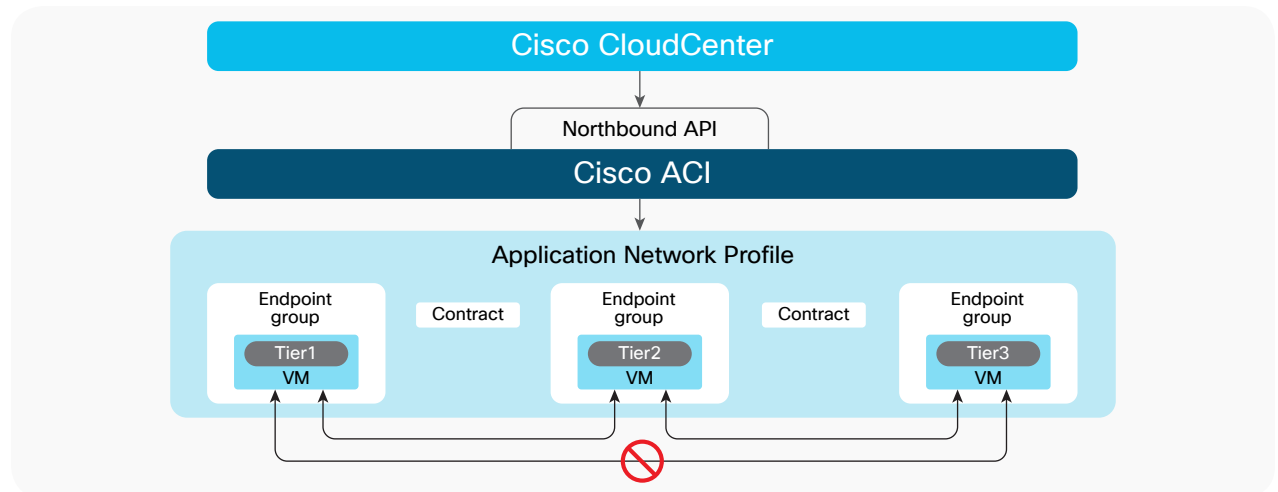 Cisco CloudCenter
Northbound API
Cisco ACI
Application Network Profile
Endpoint
group
Tier1
VM
Contract
Endpoint
group
Tier2
VM
Contract
Endpoint
group
Tier3
VM